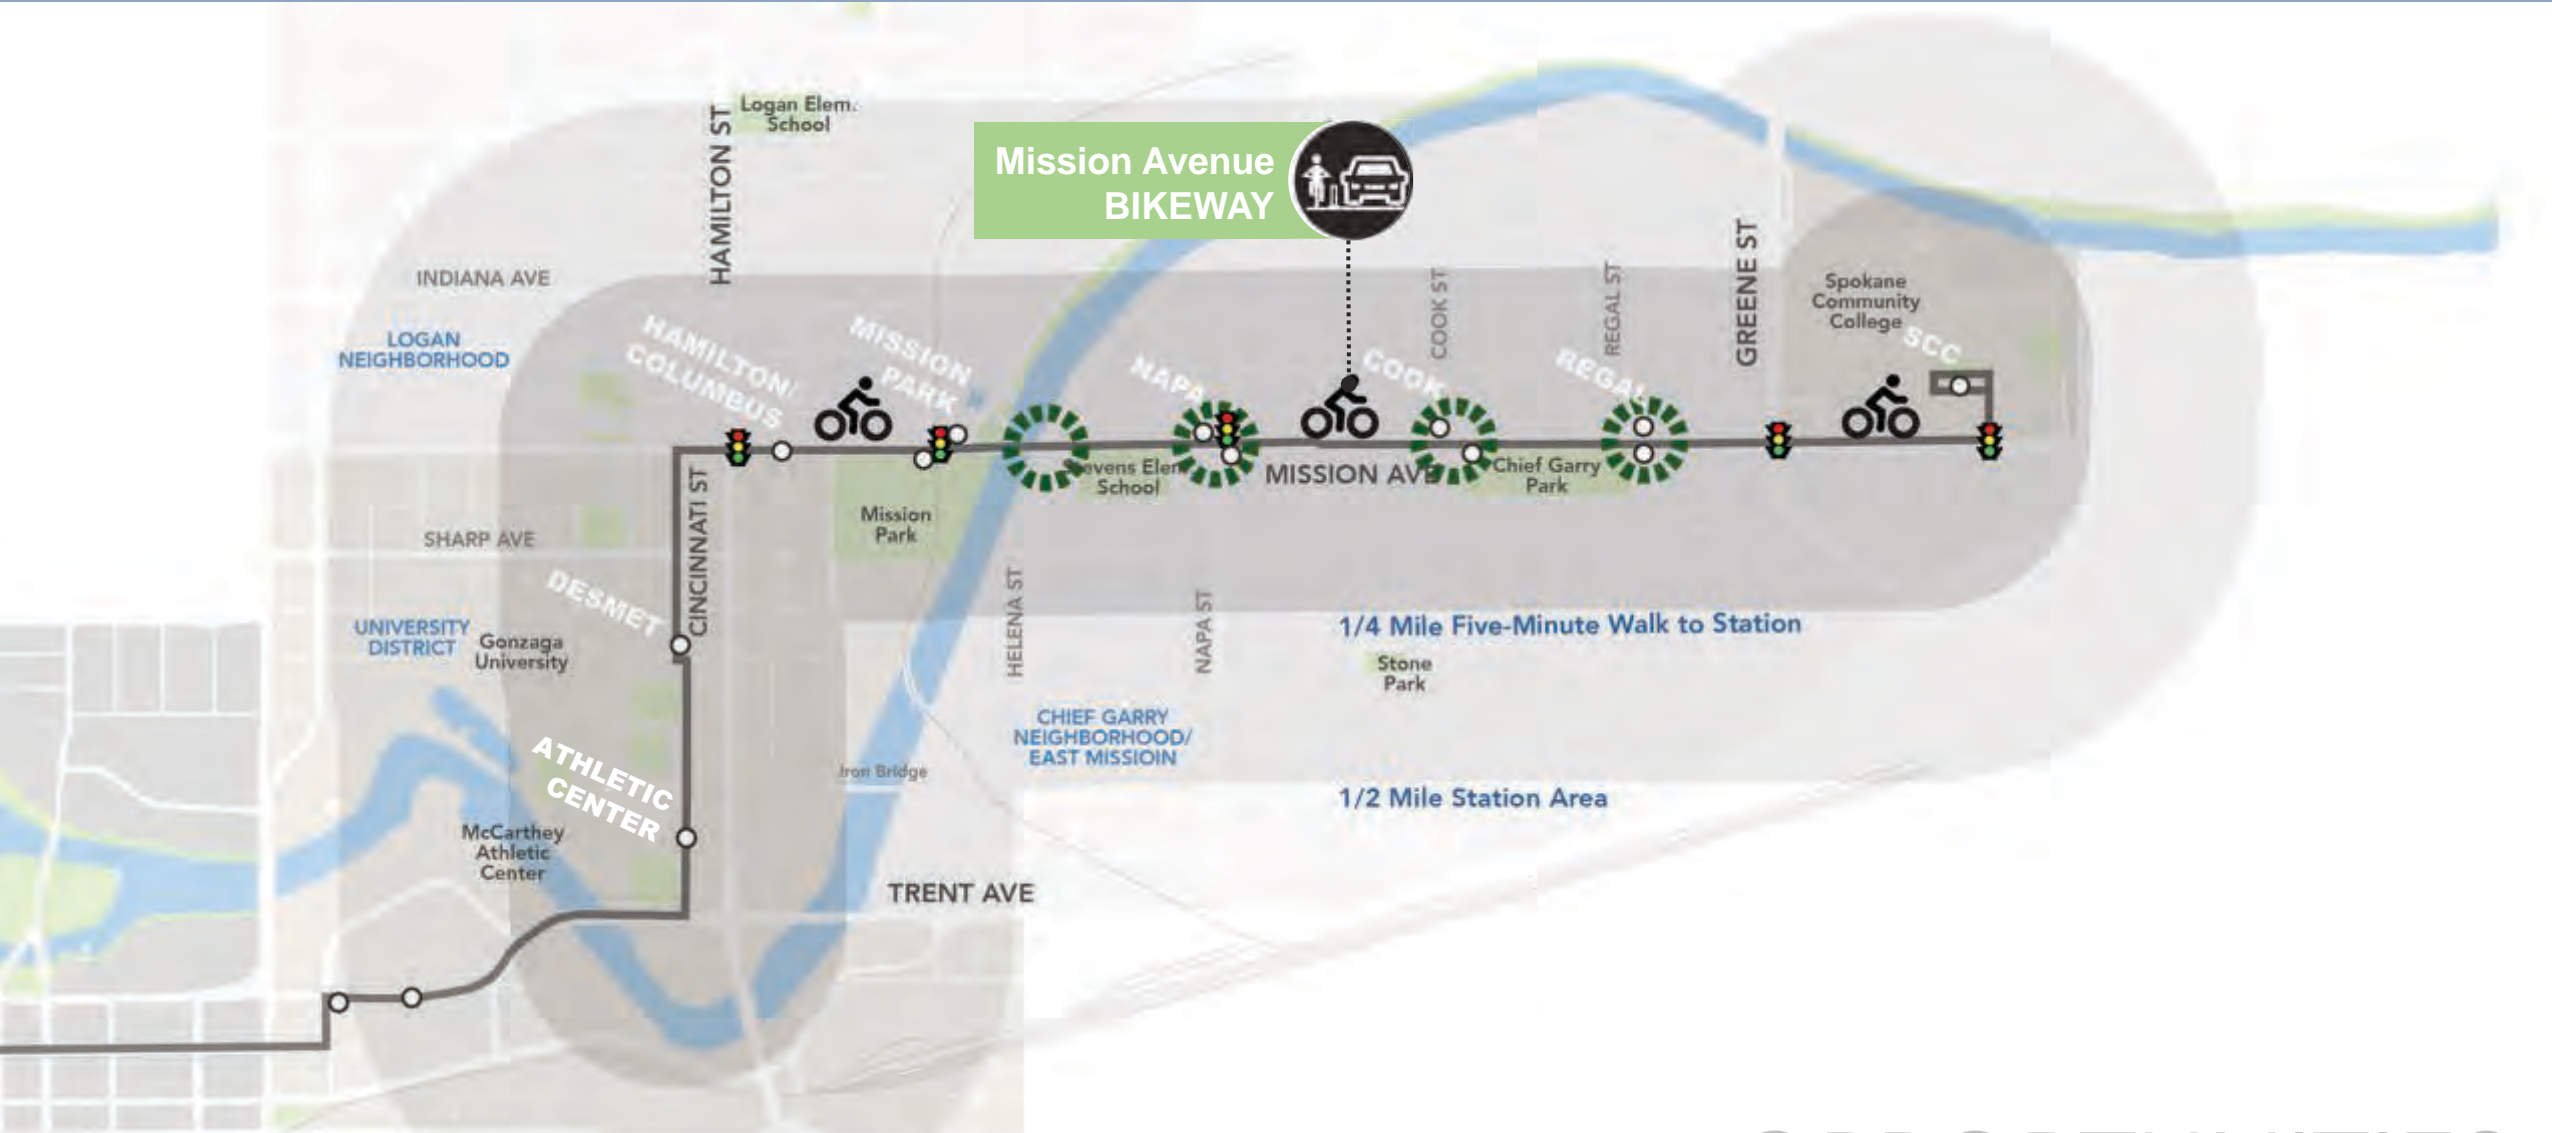 Logan Elem.
School
HAMILTON ST
Mission Avenue
BIKEWAY
INDIANA AVE
LOGAN
NEIGHBORHOOD
HAMILTON/
COLUMBUS
MISSION
PARK
NAPA
COOK
COOK ST
REGAL
REGAL ST
GREENE ST
Spokane
Community
College
SCC
CINCINNATI ST
Mission
Park
School
MISSION AVE
Chief Garry
Park
SHARP AVE
DESMET
UNIVERSITY
DISTRICT
Gonzaga
University
HELENA ST
NAPA ST
1/4 Mile Five-Minute Walk to Station
Stone
Park
CHIEF GARRY
NEIGHBORHOOD/
EAST MISSIOIN
Iron Bridge
ATHLETIC
CENTER
1/2 Mile Station Area
McCarthey
Athletic
Center
TRENT AVE